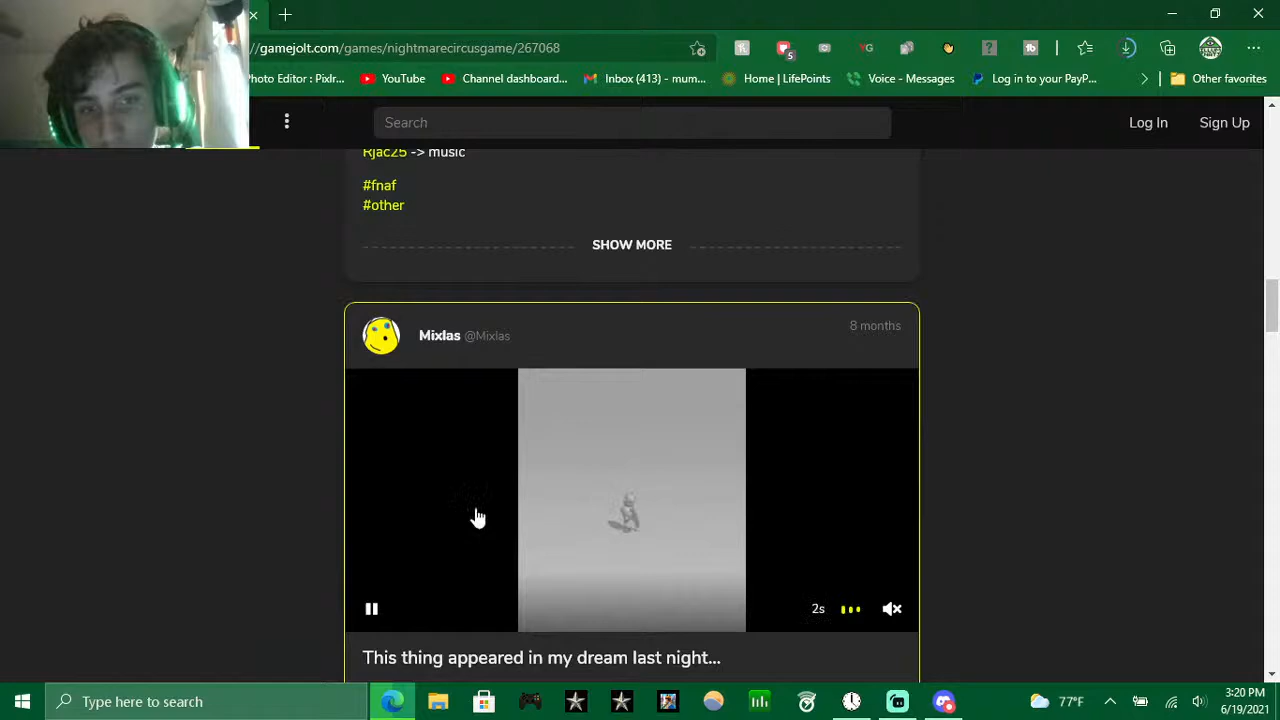 /gamejolt.com/games/nightmarecircusgame/267068
5
VG
?
tb
hoto Editor : Pixlr...
YouTube
Channel dashboard...
Inbox (413) - mum...
Home | LifePoints
Voice - Messages
Log in to your PayP...
Other favorites
Search
Log In
Sign Up
Rjac25 -> music
#fnaf
#other
SHOW MORE
Mixlas @Mixlas
8 months
2s
This thing appeared in my dream last night...
Type here to search
77°F
3:20 PM
6/19/2021